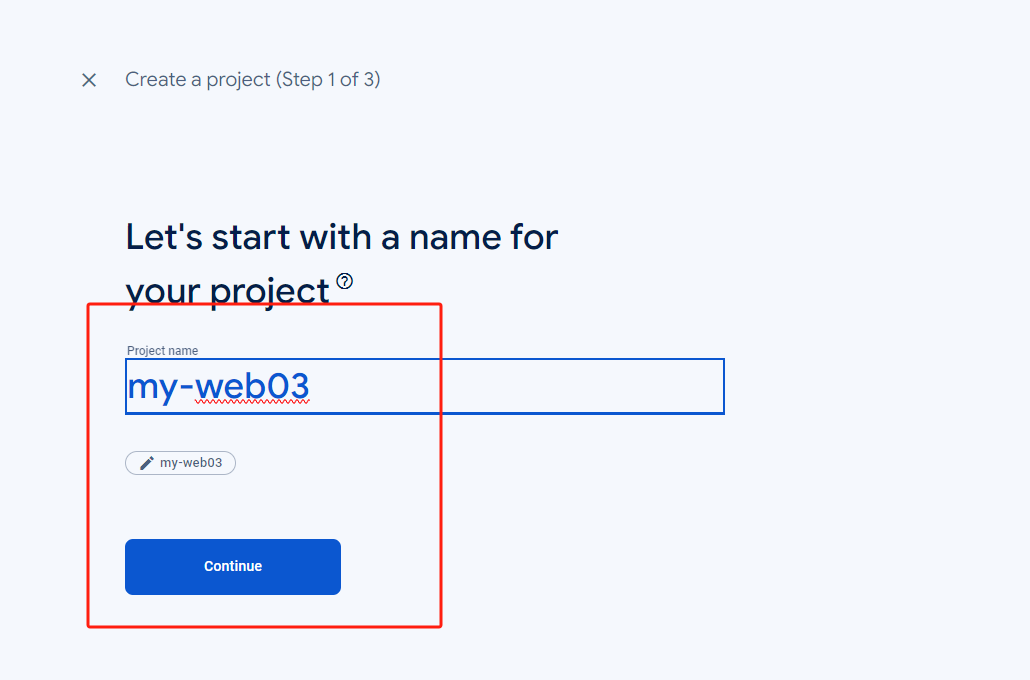 Create a project (Step 1 of 3)
Let's start with a name for
your project
Project name
my-web03
my-web03
Continue